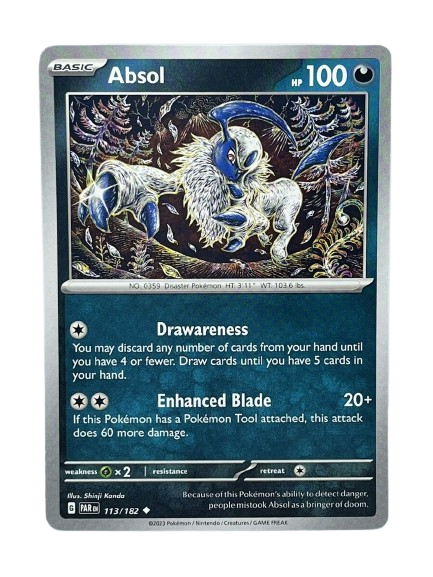 BASIC Absol HP 100
NO. 0359 Disaster Pokémon HT: 3'11" WT: 103.6 lbs.
Drawareness
You may discard any number of cards from your hand until
you have 4 or fewer. Draw cards until you have 5 cards in
your hand.
Enhanced Blade 20+
If this Pokémon has a Pokémon Tool attached, this attack
does 60 more damage.
weakness ×2 resistance retreat
Illus. Shinji Kanda
Because of this Pokémon's ability to detect danger,
people mistook Absol as a bringer of doom.
G PAR EN 113/182
©2023 Pokémon / Nintendo / Creatures / GAME FREAK